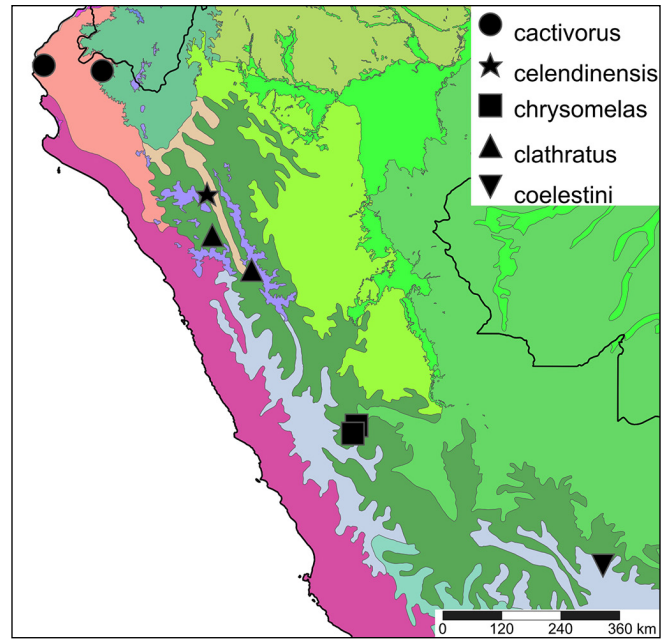 cactivorus
celendinensis
chrysomelas
clathratus
coelestini
0 120 240 360 km